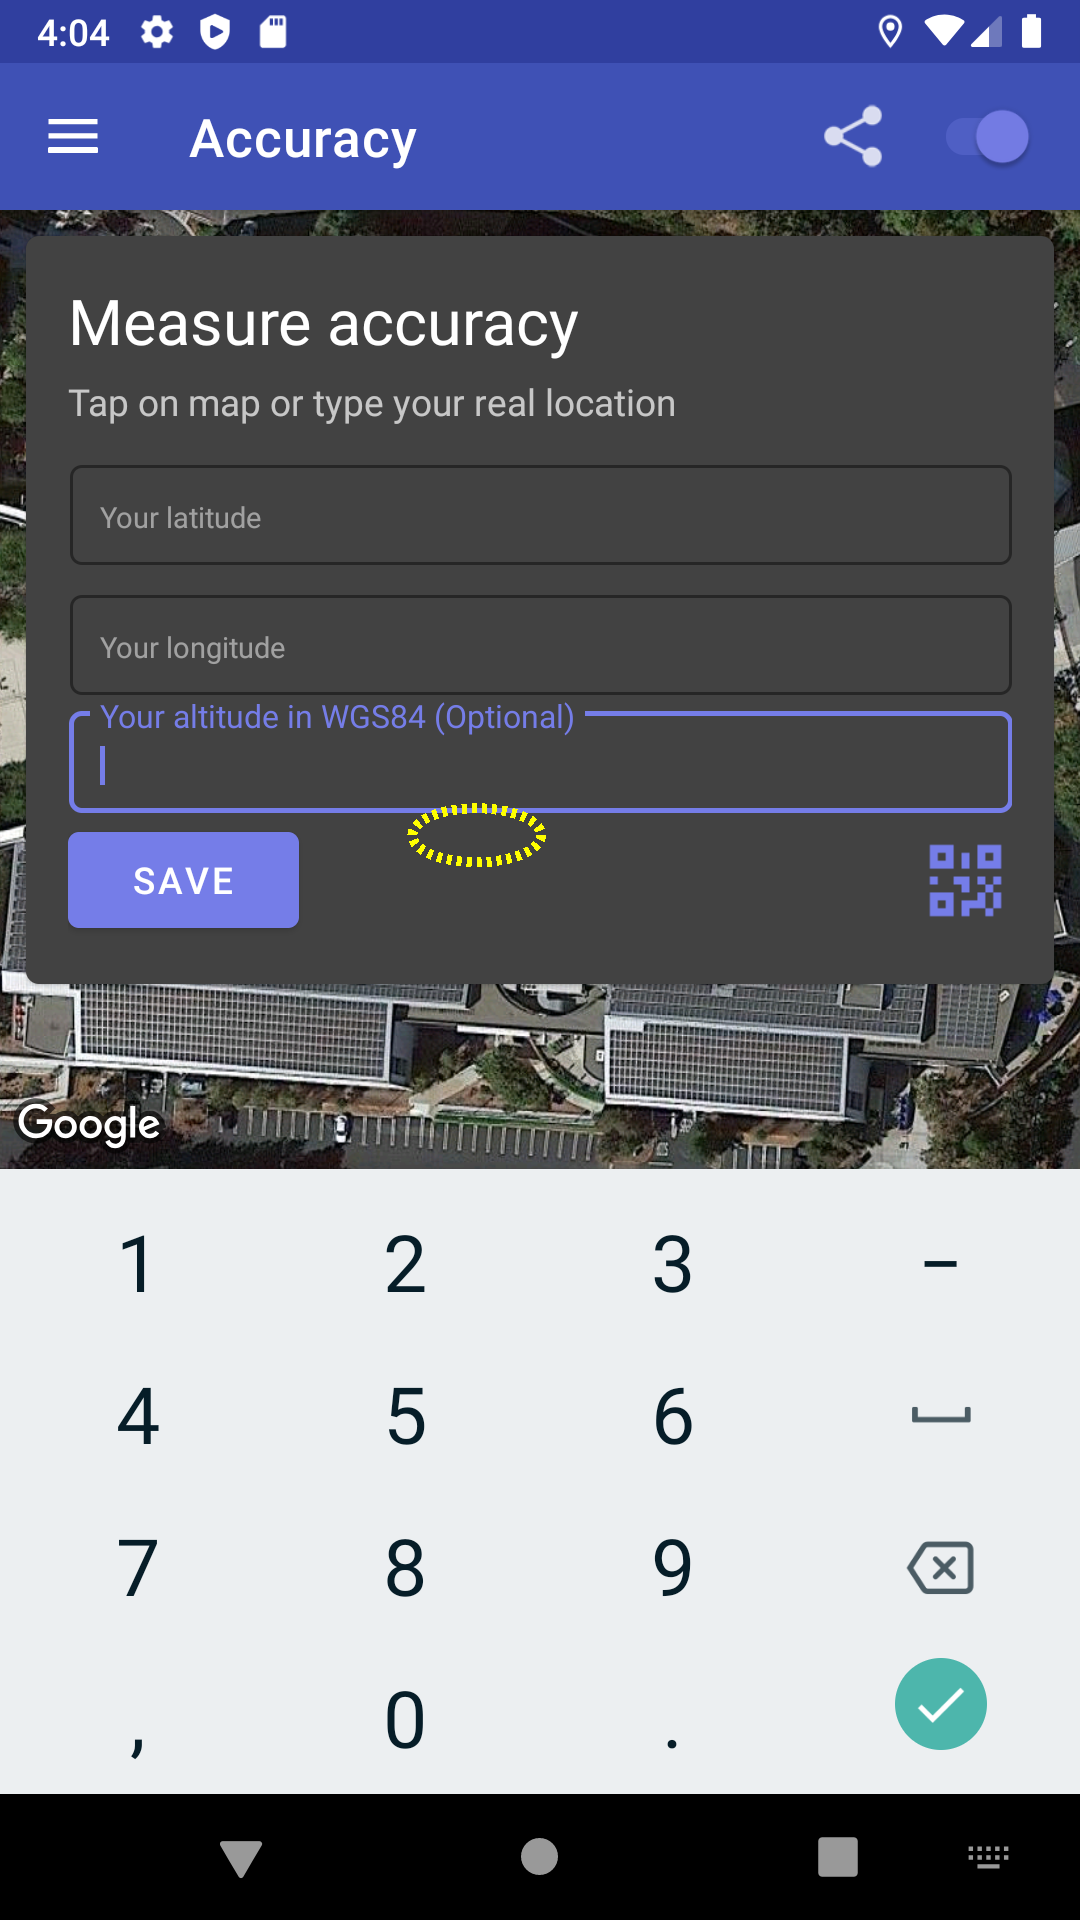 4:04
Accuracy
Measure accuracy
Tap on map or type your real location
Your latitude
Your longitude
Your altitude in WGS84 (Optional)
SAVE
Google
1 2 3 –
4 5 6
7 8 9
, 0 .